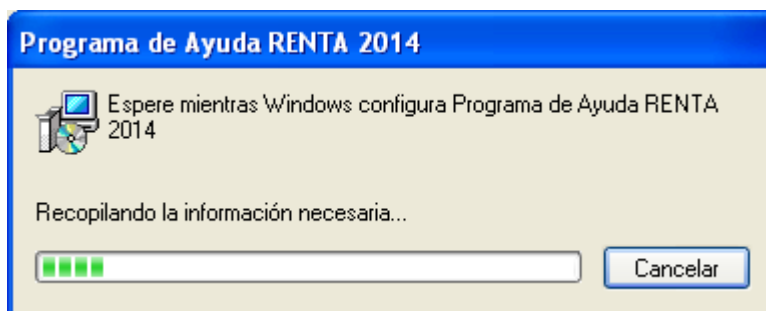 Programa de Ayuda RENTA 2014
Espere mientras Windows configura Programa de Ayuda RENTA
2014
Recopilando la información necesaria...
Cancelar